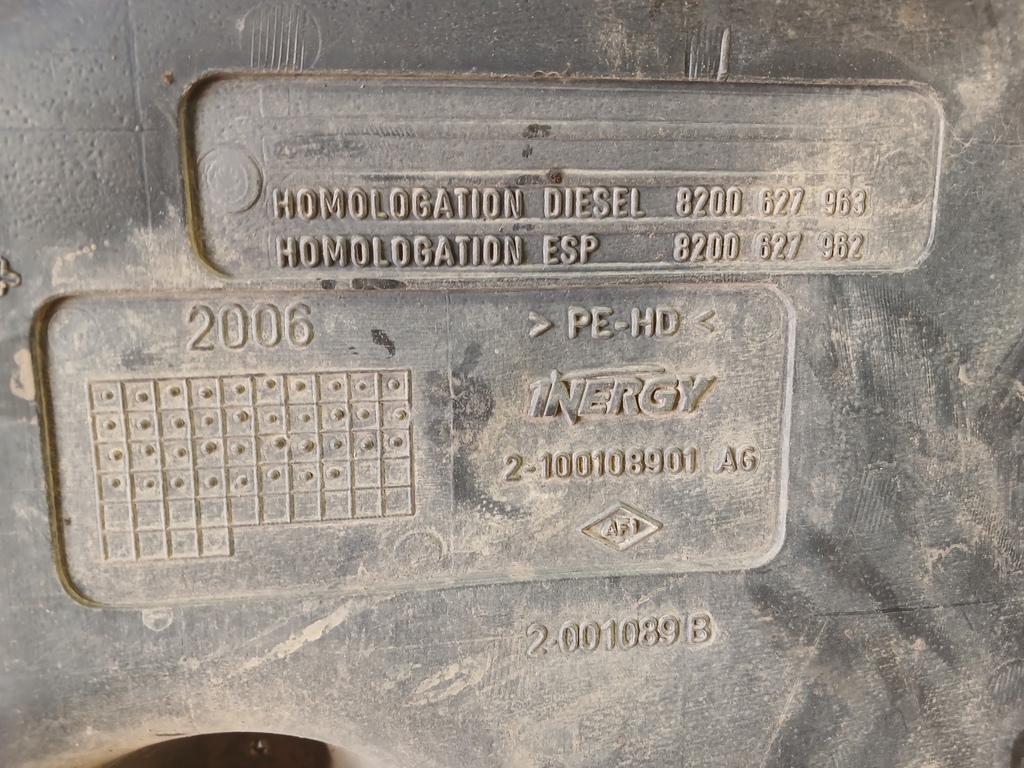 HOMOLOGATION DIESEL 8200 627 963
HOMOLOGATION ESP 8200 627 962
2006
> PE-HD <
INERGY
2-100108901 AG
AF1
2-001089 B